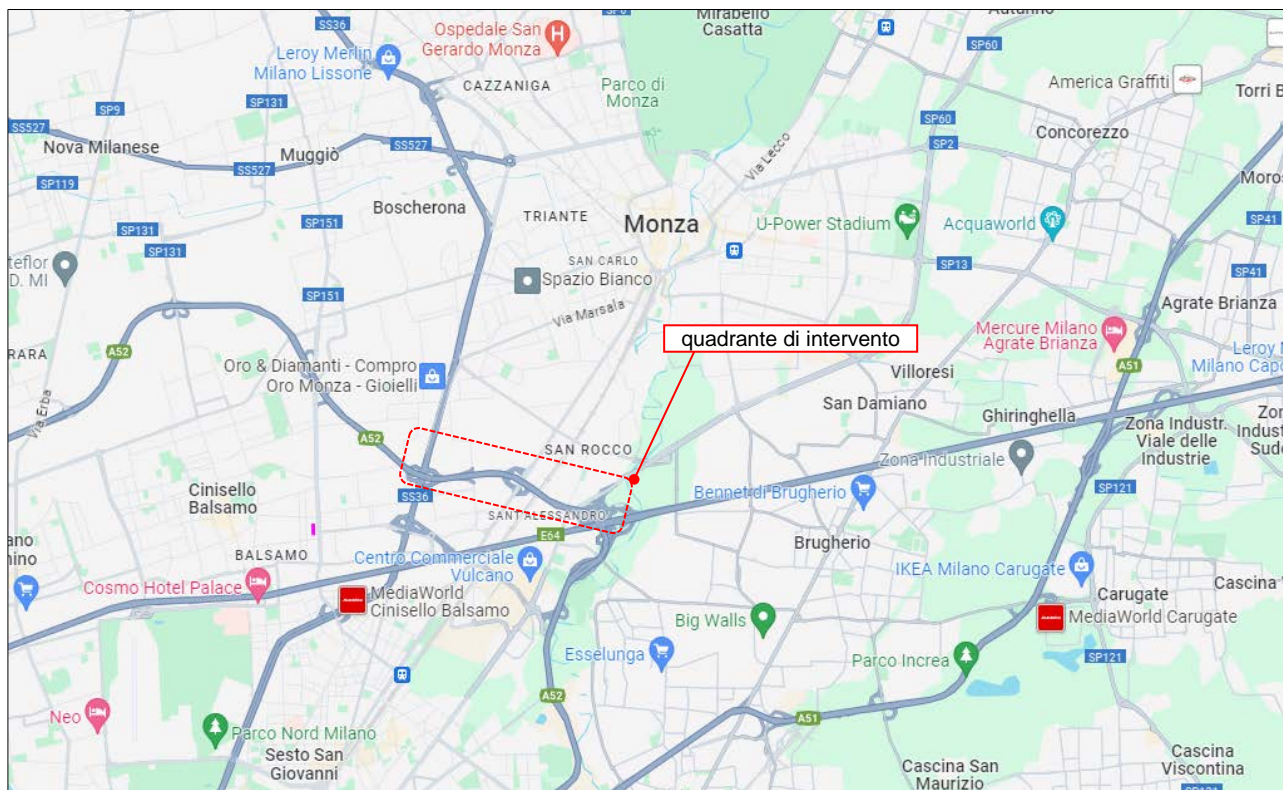 SS36
SP6
Mirabello
Casatta
Autunno
Ospedale San
Gerardo Monza
SP60
Leroy Merlin
Milano Lissone
CAZZANIGA
Parco di
Monza
America Graffiti
Torri B
SP9
SP131
SS527
Nova Milanese
Muggiò
SS527
SP60
SP2
Concorezzo
Via Lecco
SS527
SP119
Boscherona
TRIANTE
Monza
U-Power Stadium
Acquaworld
Moros
SP41
SP131
SP151
SP131
SAN CARLO
Spazio Bianco
SP13
SP41
teflor
D. MI
SP151
Via Marsala
Agrate Brianza
quadrante di intervento
Mercure Milano
Agrate Brianza
RARA
A52
Oro & Diamanti - Compro
Oro Monza - Gioielli
Villoresi
A51
Leroy M
Milano Capo
Via Erba
San Damiano
Ghiringhella
Zona Industr.
Viale delle
Industrie
Zon
Indus
Sud
A52
SAN ROCCO
Zona Industriale
Cinisello
Balsamo
SS36
Bennet di Brugherio
SP121
SANT'ALESSANDRO
E64
ano
nino
BALSAMO
Centro Commerciale
Vulcano
Brugherio
IKEA Milano Carugate
Cosmo Hotel Palace
MediaWorld
Cinisello Balsamo
Carugate
Cascina
Big Walls
MediaWorld Carugate
Esselunga
Parco Increa
SP121
A52
Neo
A51
Parco Nord Milano
Sesto San
Giovanni
Cascina San
Maurizio
Cascina
Viscontina
SP121